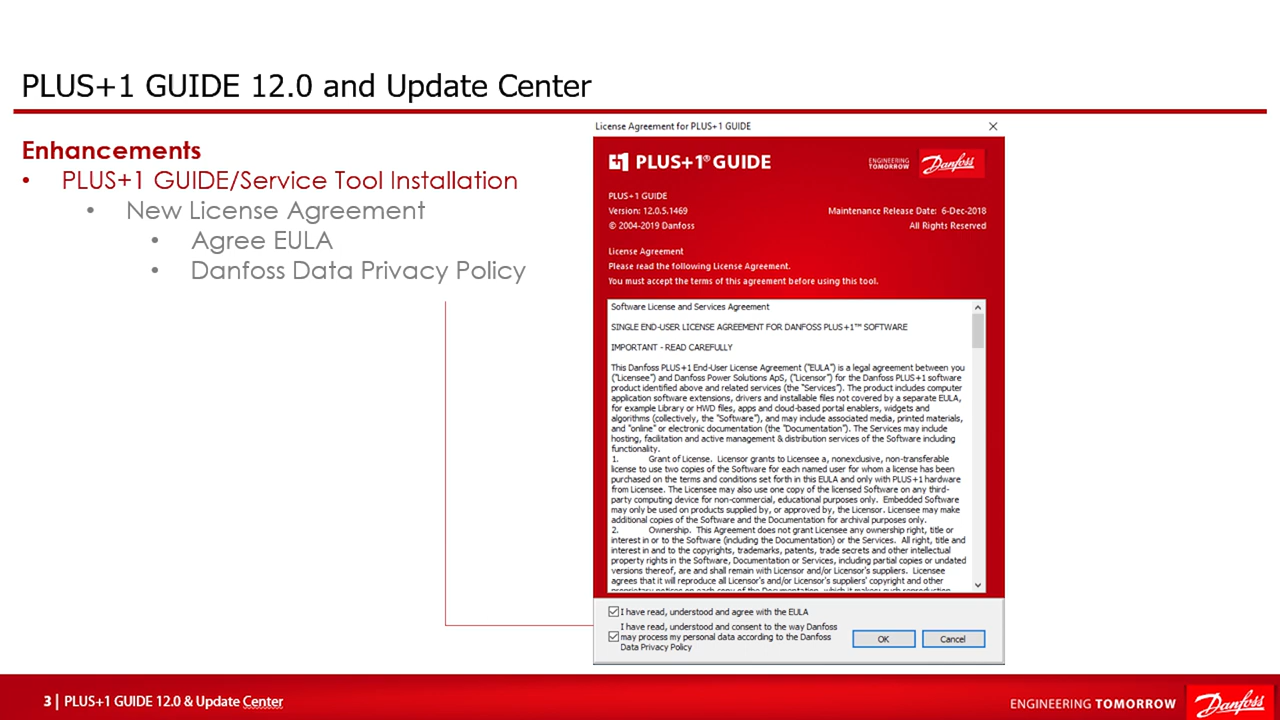 PLUS+1 GUIDE 12.0 and Update Center
Enhancements
• PLUS+1 GUIDE/Service Tool Installation
• New License Agreement
• Agree EULA
• Danfoss Data Privacy Policy
License Agreement for PLUS+1 GUIDE
PLUS+1® GUIDE
ENGINEERING
TOMORROW
Danfoss
PLUS+1 GUIDE
Version: 12.0.5.1469
Maintenance Release Date: 6-Dec-2018
© 2004-2019 Danfoss
All Rights Reserved
License Agreement
Please read the following License Agreement.
You must accept the terms of this agreement before using this tool.
Software License and Services Agreement
SINGLE END-USER LICENSE AGREEMENT FOR DANFOSS PLUS+1™ SOFTWARE
IMPORTANT - READ CAREFULLY
This Danfoss PLUS+1 End-User License Agreement ("EULA") is a legal agreement between you
("Licensee") and Danfoss Power Solutions ApS, ("Licensor") for the Danfoss PLUS+1 software
product identified above and related services (the "Services"). The product includes computer
application software extensions, drivers and installable files not covered by a separate EULA,
for example Library or HWD files, apps and cloud-based portal enablers, widgets and
algorithms (collectively, the "Software"), and may include associated media, printed materials,
and "online" or electronic documentation (the "Documentation"). The Services may include
hosting, facilitation and active management & distribution services of the Software including
functionality.
1. Grant of License. Licensor grants to Licensee a, nonexclusive, non-transferable
license to use two copies of the Software for each named user for whom a license has been
purchased on the terms and conditions set forth in this EULA and only with PLUS+1 hardware
from Licensee. The Licensee may also use one copy of the licensed Software on any third-
party computing device for non-commercial, educational purposes only. Embedded Software
may only be used on products supplied by, or approved by, the Licensor. Licensee may make
additional copies of the Software and the Documentation for archival purposes only.
2. Ownership. This Agreement does not grant Licensee any ownership right, title or
interest in or to the Software (including the Documentation) or the Services. All right, title and
interest in and to the copyrights, trademarks, patents, trade secrets and other intellectual
property rights in the Software, Documentation or Services, including partial copies or undated
versions thereof, are and shall remain with Licensor and/or Licensor's suppliers. Licensee
agrees that it will reproduce all Licensor's and/or Licensor's suppliers' copyright and other
proprietary notices on each copy of the Documentation, which it makes; such reproduction
I have read, understood and agree with the EULA
I have read, understood and consent to the way Danfoss
may process my personal data according to the Danfoss
Data Privacy Policy
OK
Cancel
3 | PLUS+1 GUIDE 12.0 & Update Center
ENGINEERING TOMORROW
Danfoss